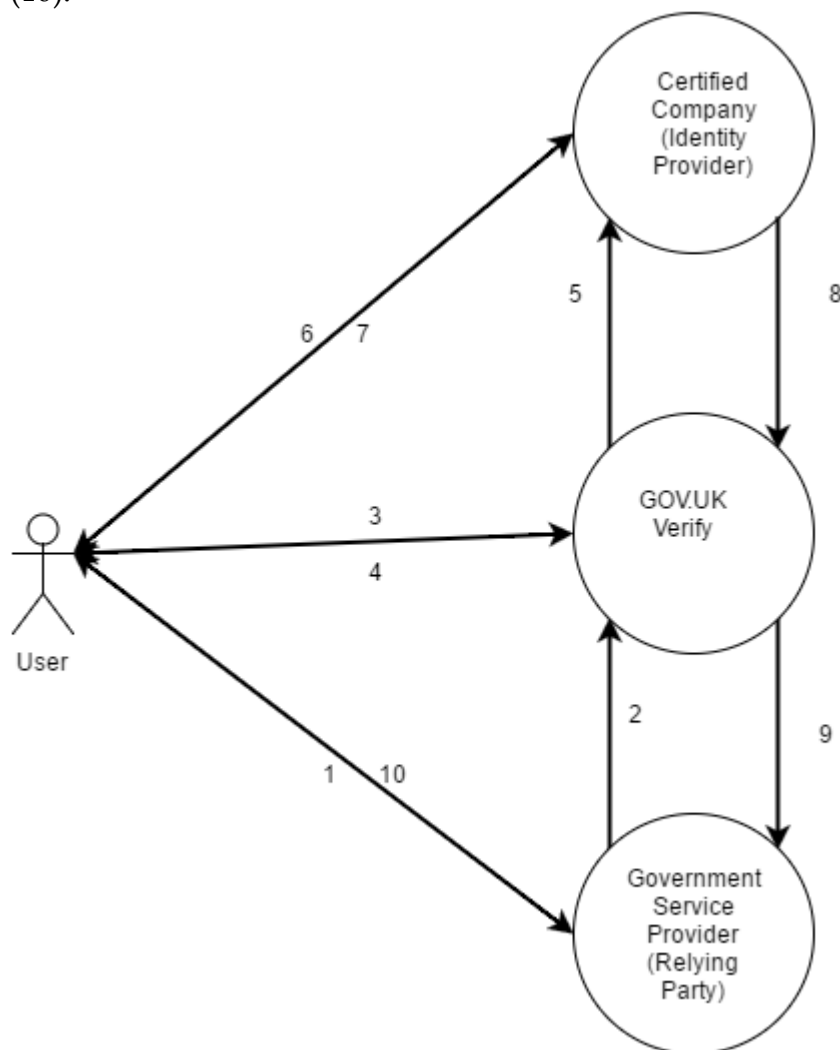 (10).
Certified
Company
(Identity
Provider)
5
8
6 7
3
GOV.UK
Verify
4
User
2
9
1 10
Government
Service
Provider
(Relying
Party)